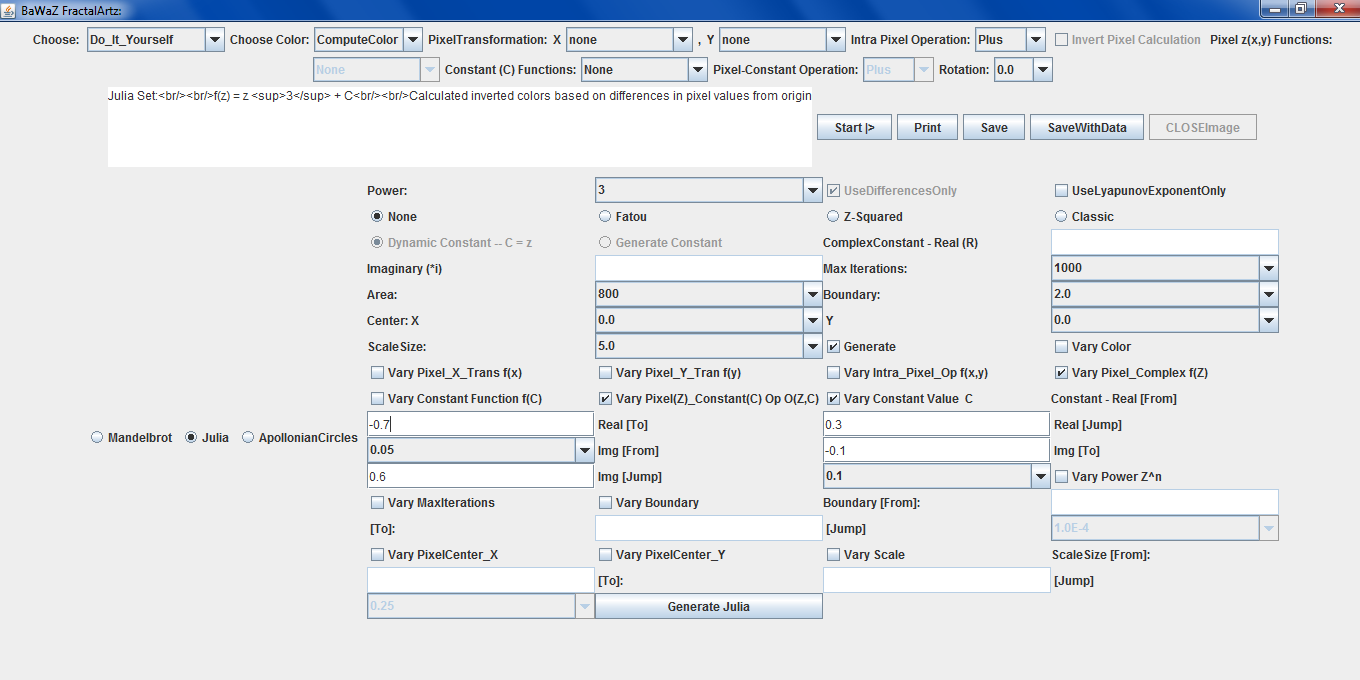 BaWaZ FractalArtz:
Choose: Do_It_Yourself Choose Color: ComputeColor PixelTransformation: X none , Y none Intra Pixel Operation: Plus Invert Pixel Calculation Pixel z(x,y) Functions:
None Constant (C) Functions: None Pixel-Constant Operation: Plus Rotation: 0.0
Julia Set:<br/><br/>f(z) = z <sup>3</sup> + C<br/><br/>Calculated inverted colors based on differences in pixel values from origin
Start |> Print Save SaveWithData CLOSEImage
Power: 3 UseDifferencesOnly UseLyapunovExponentOnly
None Fatou Z-Squared Classic
Dynamic Constant -- C = z Generate Constant ComplexConstant - Real (R)
Imaginary (*i) Max Iterations: 1000
Area: 800 Boundary: 2.0
Center: X 0.0 Y 0.0
ScaleSize: 5.0 Generate Vary Color
Vary Pixel_X_Trans f(x) Vary Pixel_Y_Tran f(y) Vary Intra_Pixel_Op f(x,y) Vary Pixel_Complex f(Z)
Vary Constant Function f(C) Vary Pixel(Z)_Constant(C) Op O(Z,C) Vary Constant Value C Constant - Real [From]
-0.7 Real [To] 0.3 Real [Jump]
Mandelbrot Julia ApollonianCircles
0.05 Img [From] -0.1 Img [To]
0.6 Img [Jump] 0.1 Vary Power Z^n
Vary MaxIterations Vary Boundary Boundary [From]:
[To]: [Jump] 1.0E-4
Vary PixelCenter_X Vary PixelCenter_Y Vary Scale ScaleSize [From]:
[To]: [Jump]
0.25 Generate Julia